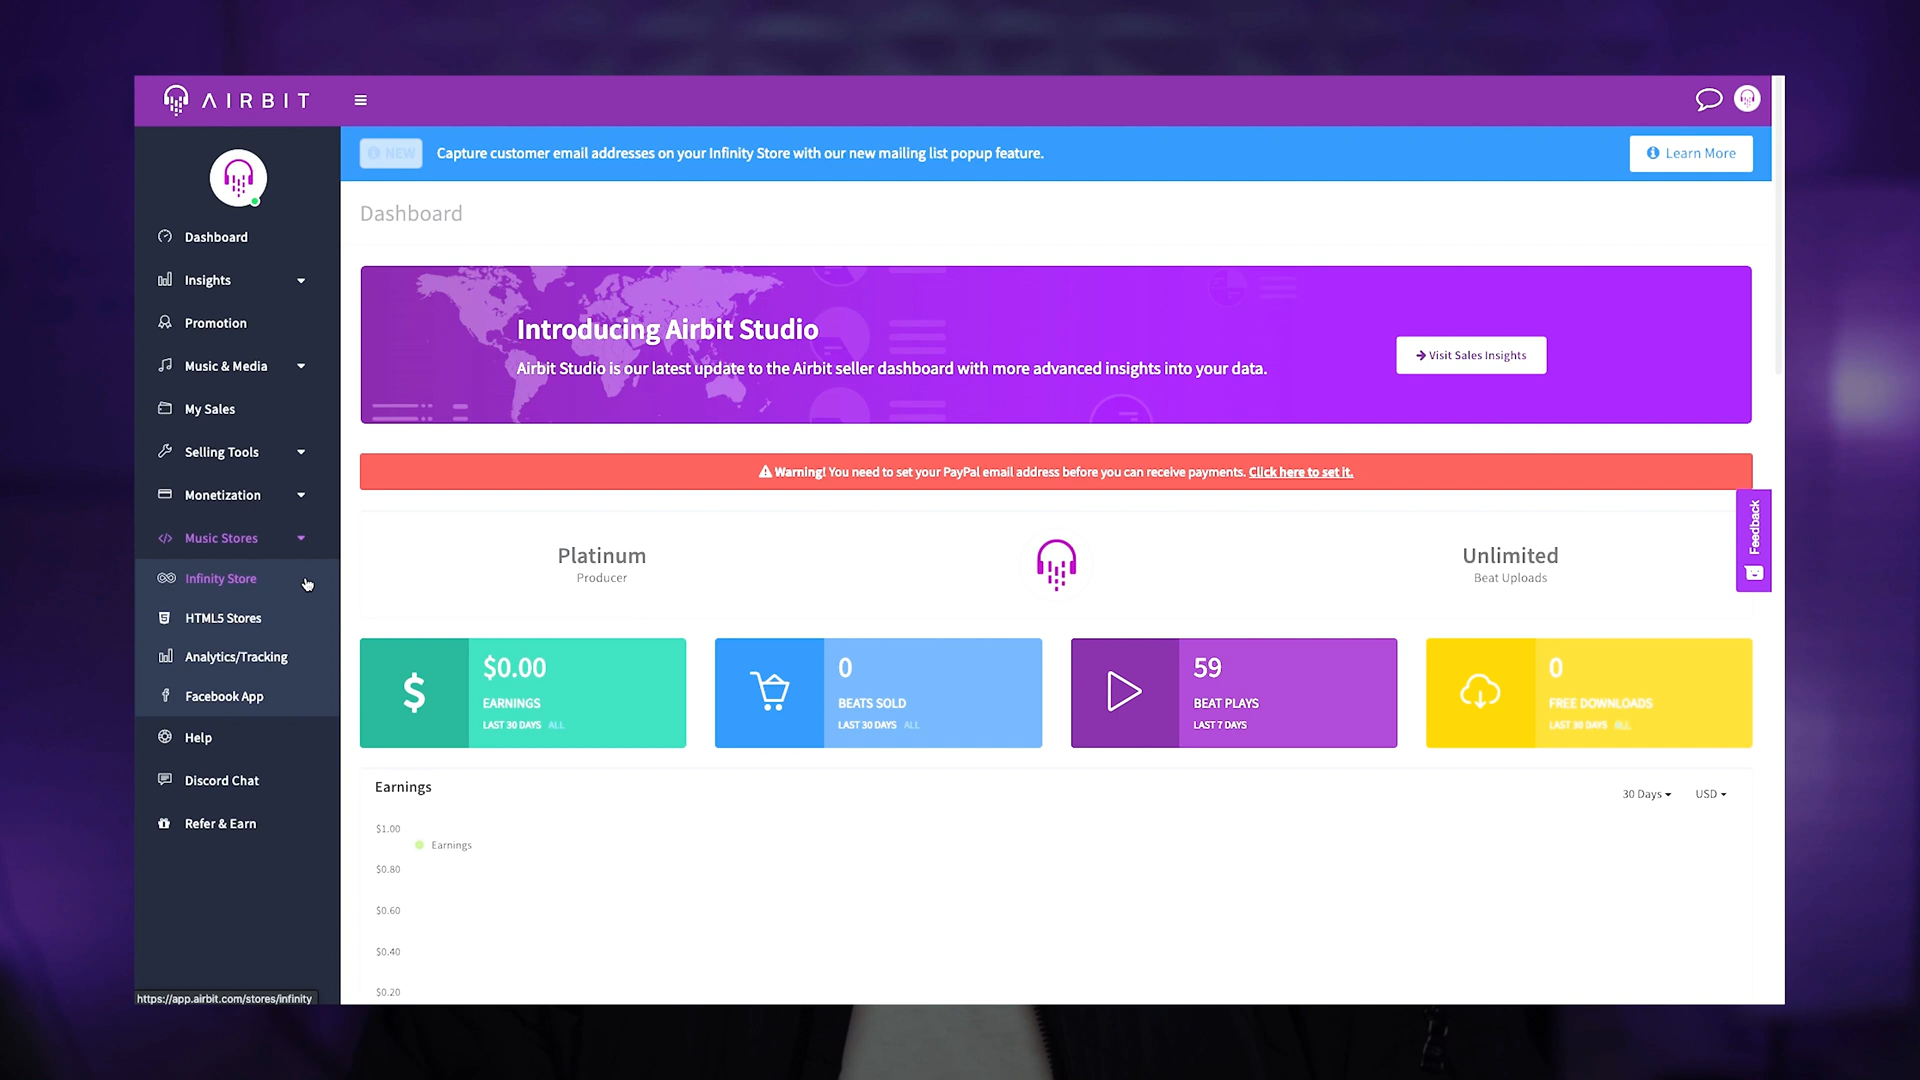 AIRBIT
NEW
Capture customer email addresses on your Infinity Store with our new mailing list popup feature.
Learn More
Dashboard
Insights
Promotion
Music & Media
My Sales
Selling Tools
Monetization
Music Stores
Infinity Store
HTML5 Stores
Analytics/Tracking
Facebook App
Help
Discord Chat
Refer & Earn
https://app.airbit.com/stores/infinity
Dashboard
Introducing Airbit Studio
Airbit Studio is our latest update to the Airbit seller dashboard with more advanced insights into your data.
Visit Sales Insights
Warning! You need to set your PayPal email address before you can receive payments. Click here to set it.
Feedback
Platinum
Producer
Unlimited
Beat Uploads
$0.00
EARNINGS
LAST 30 DAYS ALL
0
BEATS SOLD
LAST 30 DAYS ALL
59
BEAT PLAYS
LAST 7 DAYS
0
FREE DOWNLOADS
LAST 30 DAYS ALL
Earnings
30 Days
USD
$1.00
Earnings
$0.80
$0.60
$0.40
$0.20